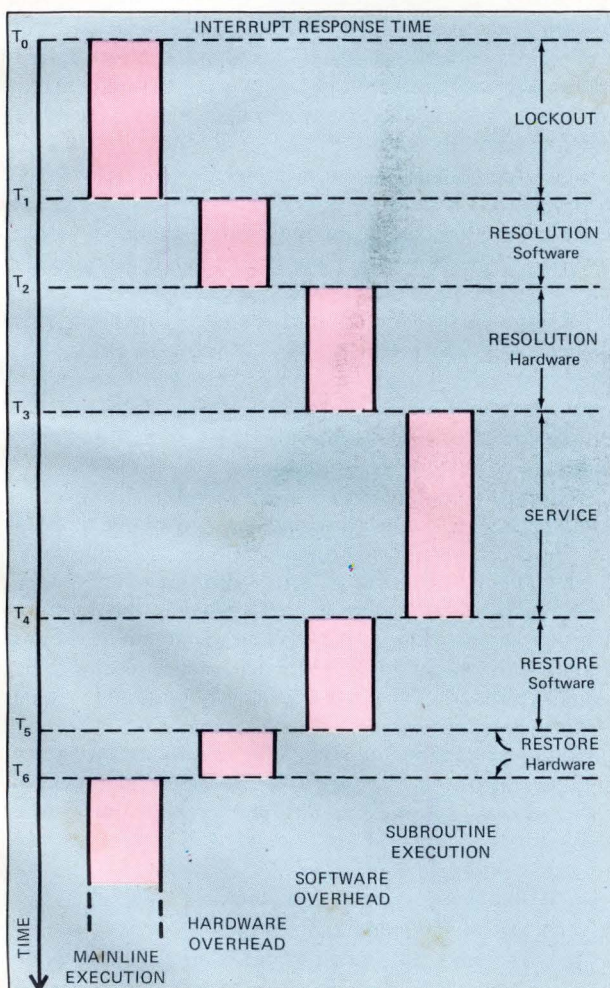 INTERRUPT RESPONSE TIME
T0
LOCKOUT
T1
RESOLUTION
Software
T2
RESOLUTION
Hardware
T3
SERVICE
T4
RESTORE
Software
T5
RESTORE
Hardware
T6
SUBROUTINE
EXECUTION
SOFTWARE
OVERHEAD
HARDWARE
OVERHEAD
MAINLINE
EXECUTION
TIME